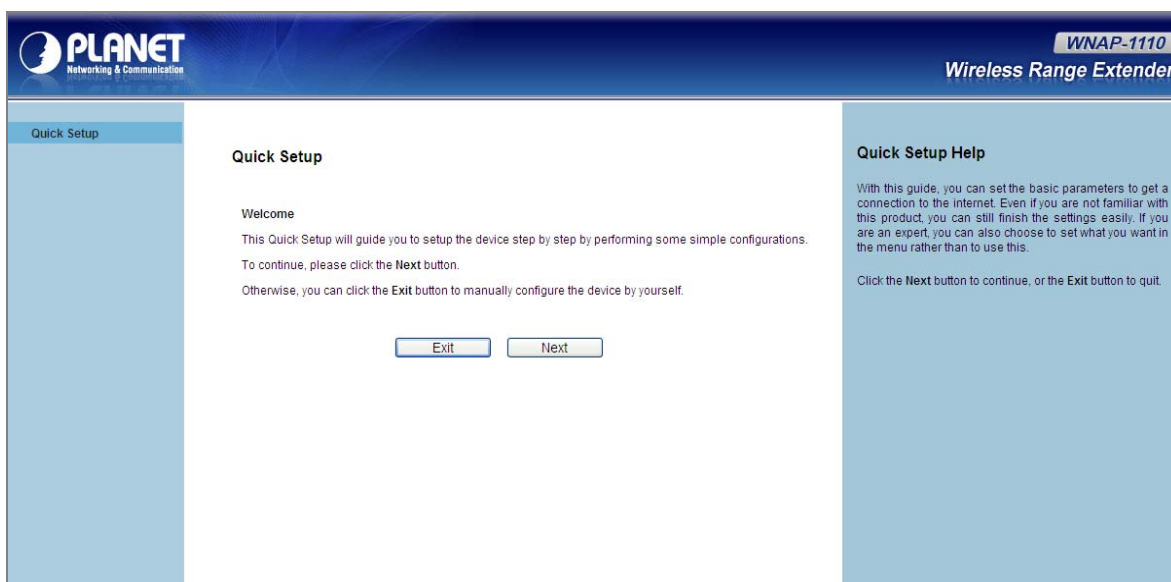 PLANET
Networking & Communication
WNAP-1110
Wireless Range Extender
Quick Setup
Quick Setup
Welcome
This Quick Setup will guide you to setup the device step by step by performing some simple configurations.
To continue, please click the Next button.
Otherwise, you can click the Exit button to manually configure the device by yourself.
Exit
Next
Quick Setup Help
With this guide, you can set the basic parameters to get a
connection to the internet. Even if you are not familiar with
this product, you can still finish the settings easily. If you
are an expert, you can also choose to set what you want in
the menu rather than to use this.
Click the Next button to continue, or the Exit button to quit.